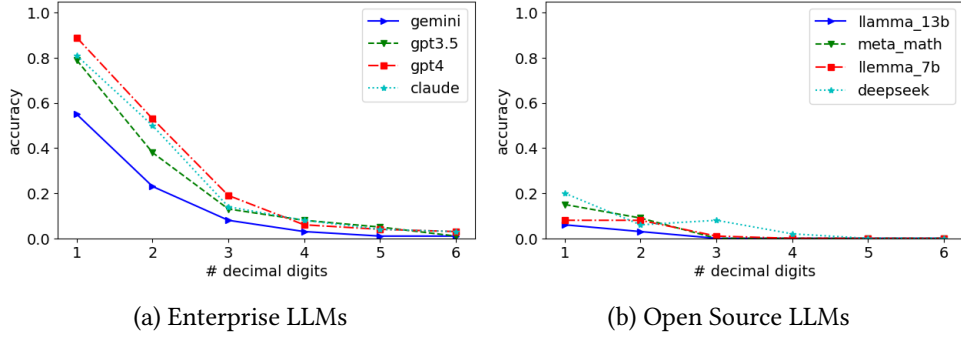 1.0
0.8
0.6
0.4
0.2
0.0
accuracy
gemini
gpt3.5
gpt4
claude
1 2 3 4 5 6
# decimal digits
(a) Enterprise LLMs
1.0
0.8
0.6
0.4
0.2
0.0
accuracy
llamma_13b
meta_math
llemma_7b
deepseek
1 2 3 4 5 6
# decimal digits
(b) Open Source LLMs